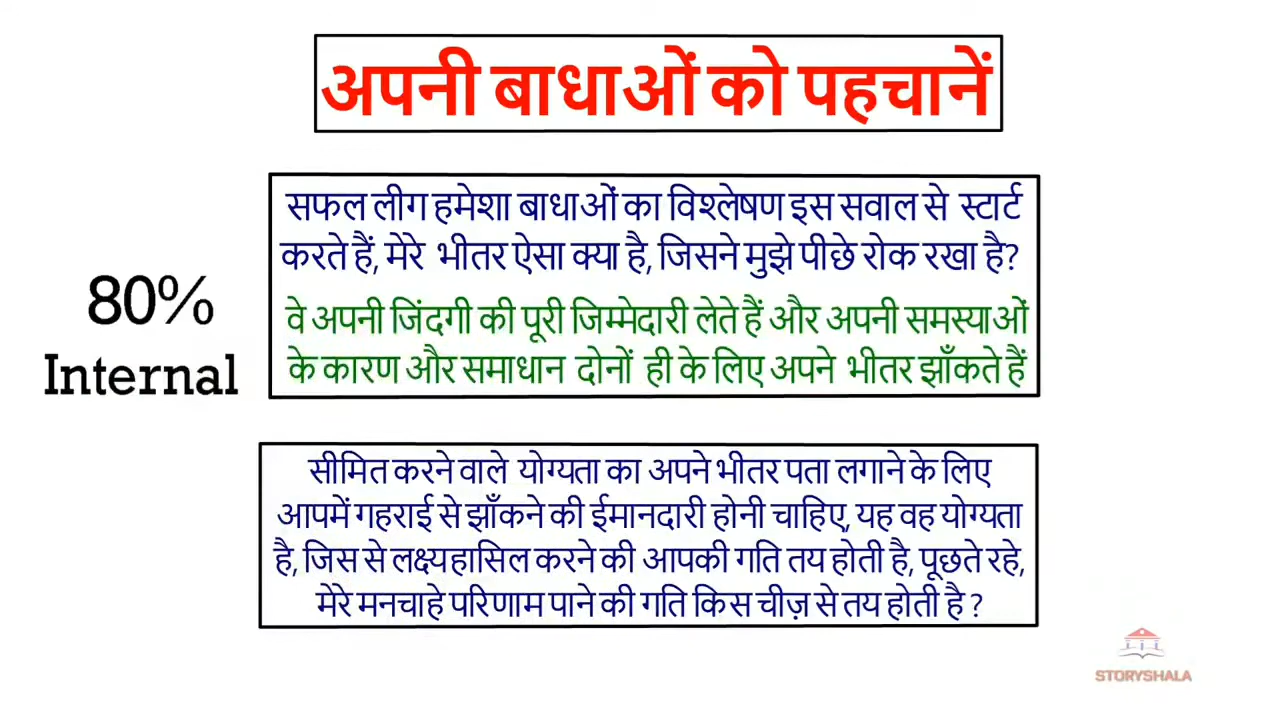 अपनी बाधाओं को पहचानें
सफल लीग हमेशा बाधाओं का विश्लेषण इस सवाल से स्टार्ट
करते हैं, मेरे भीतर ऐसा क्या है, जिसने मुझे पीछे रोक रखा है?
वे अपनी जिंदगी की पूरी जिम्मेदारी लेते हैं और अपनी समस्याओं
के कारण और समाधान दोनों ही के लिए अपने भीतर झाँकते हैं
80%
Internal
सीमित करने वाले योग्यता का अपने भीतर पता लगाने के लिए
आपमें गहराई से झाँकने की ईमानदारी होनी चाहिए, यह वह योग्यता
है, जिस से लक्ष्य हासिल करने की आपकी गति तय होती है, पूछते रहे,
मेरे मनचाहे परिणाम पाने की गति किस चीज़ से तय होती है ?
STORYSHALA